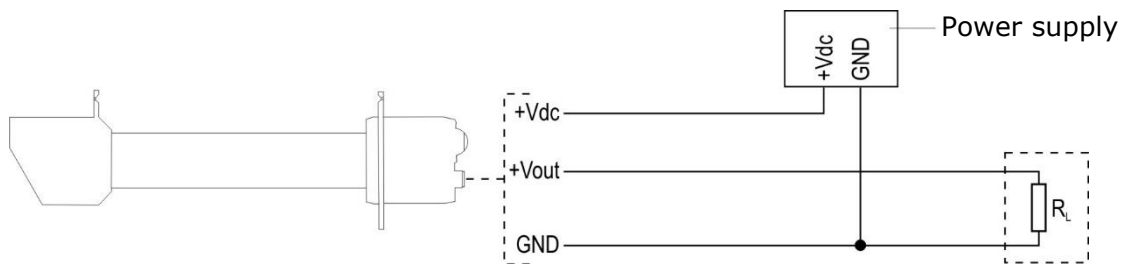 Power supply
+Vdc
GND
+Vdc
+Vout
GND
RL